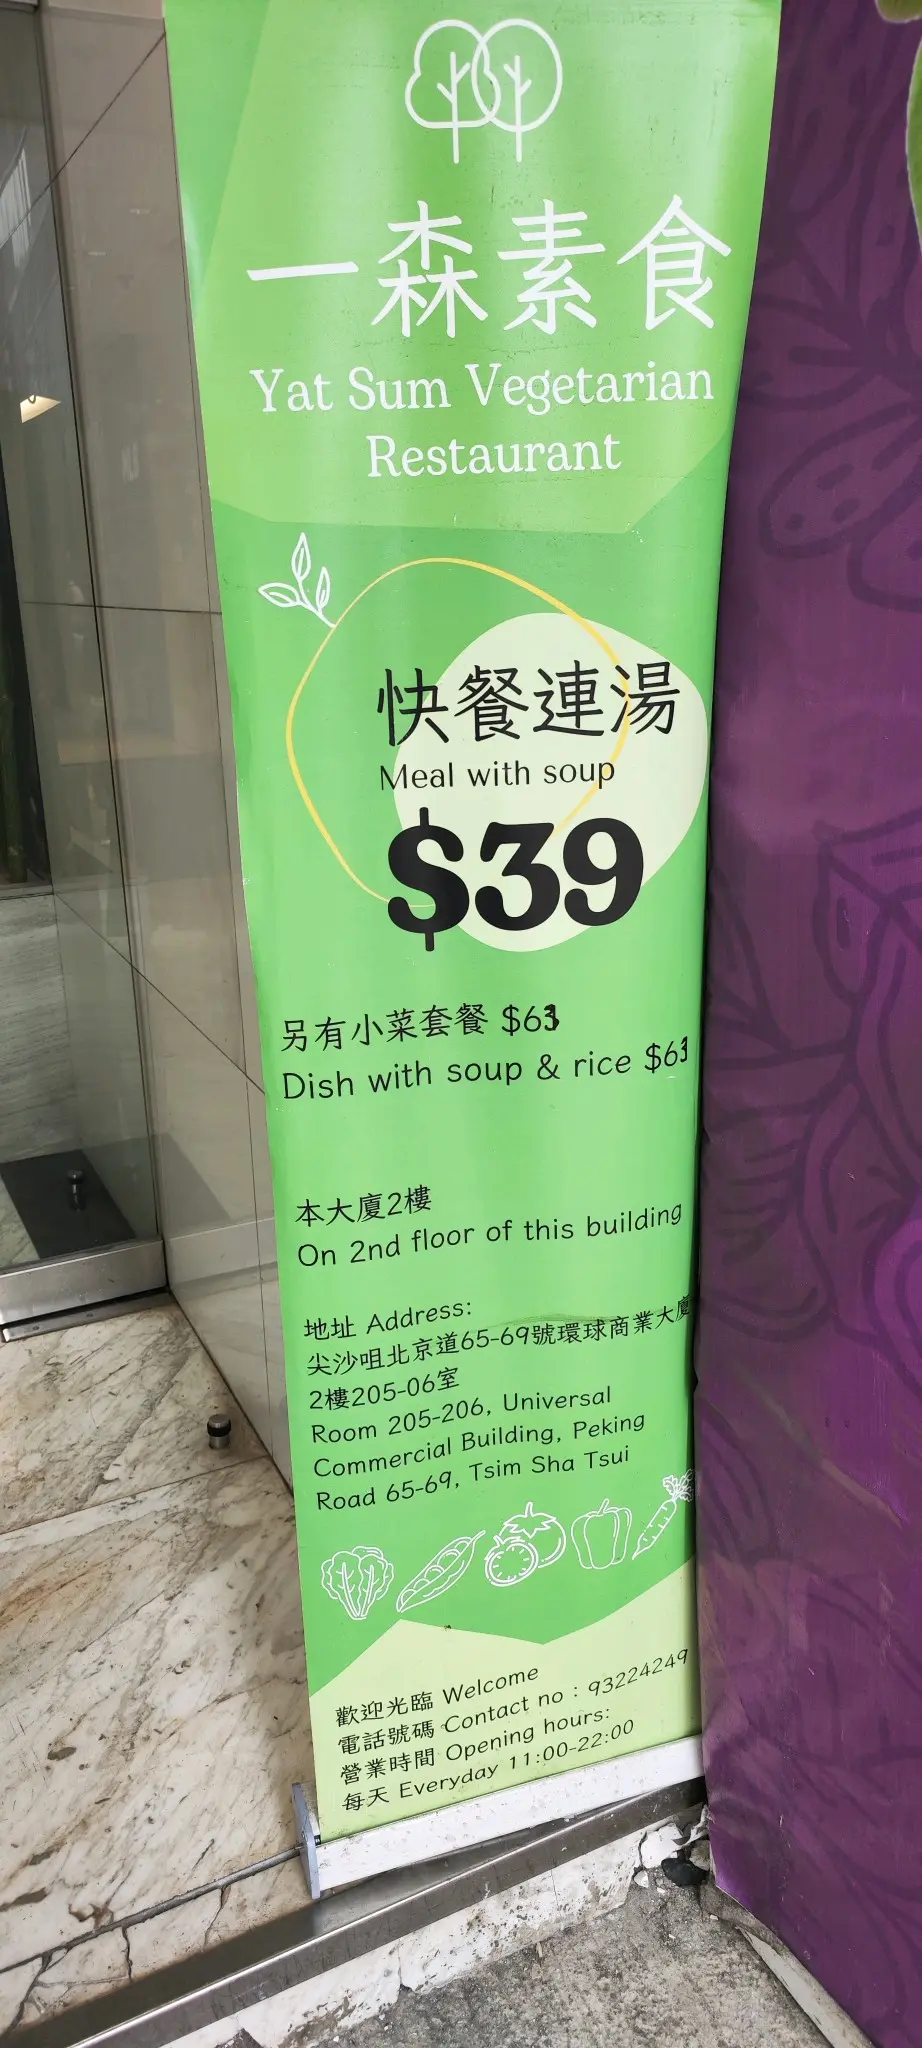 一森素食
Yat Sum Vegetarian
Restaurant
快餐連湯
Meal with soup
$39
另有小菜套餐 $63
Dish with soup & rice $63
本大廈2樓
On 2nd floor of this building
地址 Address:
尖沙咀北京道65-69號環球商業大廈
2樓205-06室
Room 205-206, Universal
Commercial Building, Peking
Road 65-69, Tsim Sha Tsui
歡迎光臨 Welcome
電話號碼 Contact no : 93224249
營業時間 Opening hours:
每天 Everyday 11:00-22:00